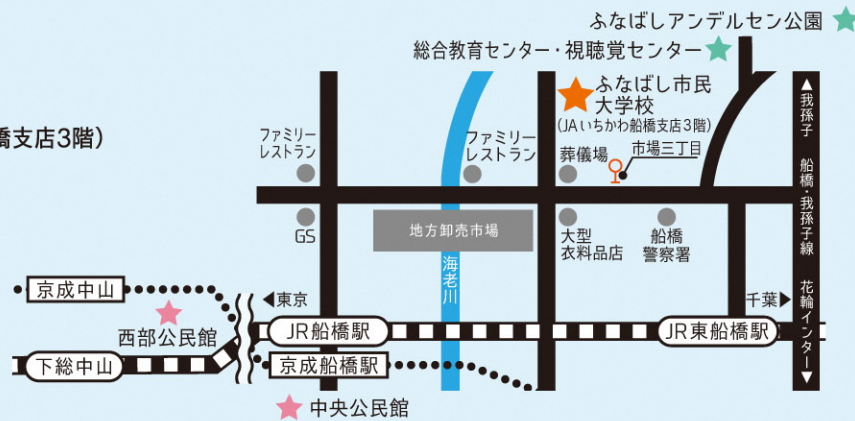 ふなばしアンデルセン公園
総合教育センター・視聴覚センター
ふなばし市民
大学校
(JAいちかわ船橋支店3階)
橋支店3階）
ファミリー
レストラン
ファミリー
レストラン
葬儀場
市場三丁目
▲我孫子 船橋・我孫子線 花輪インター▼
GS
地方卸売市場
大型
衣料品店
船橋
警察署
海老川
京成中山
西部公民館
◀東京
千葉▶
JR船橋駅
JR東船橋駅
下総中山
京成船橋駅
中央公民館